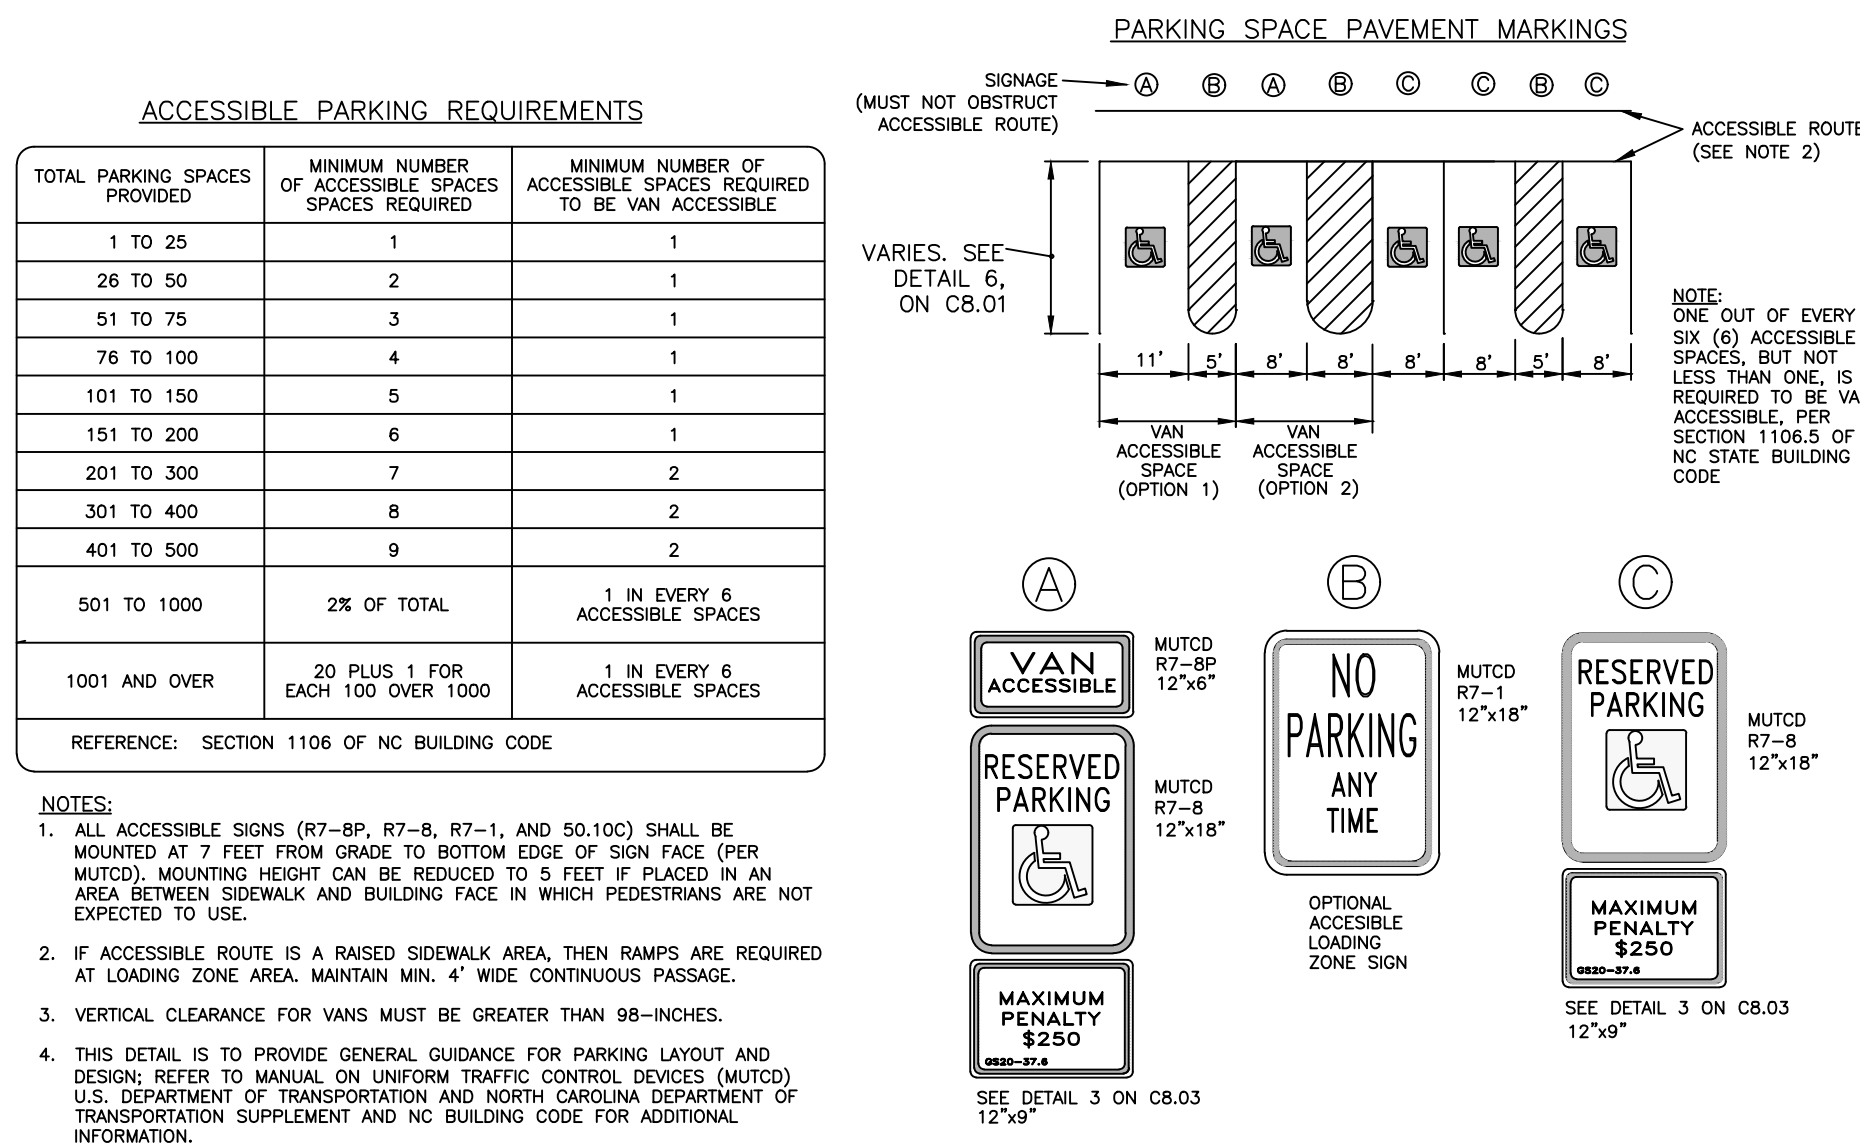 PARKING SPACE PAVEMENT MARKINGS
ACCESSIBLE PARKING REQUIREMENTS
TOTAL PARKING SPACES
PROVIDED
MINIMUM NUMBER
OF ACCESSIBLE SPACES
SPACES REQUIRED
MINIMUM NUMBER OF
ACCESSIBLE SPACES REQUIRED
TO BE VAN ACCESSIBLE
1 TO 25 1 1
26 TO 50 2 1
51 TO 75 3 1
76 TO 100 4 1
101 TO 150 5 1
151 TO 200 6 1
201 TO 300 7 2
301 TO 400 8 2
401 TO 500 9 2
501 TO 1000
2% OF TOTAL
1 IN EVERY 6
ACCESSIBLE SPACES
1001 AND OVER
20 PLUS 1 FOR
EACH 100 OVER 1000
1 IN EVERY 6
ACCESSIBLE SPACES
REFERENCE: SECTION 1106 OF NC BUILDING CODE
NOTES:
1. ALL ACCESSIBLE SIGNS (R7-8P, R7-8, R7-1, AND 50.10C) SHALL BE
MOUNTED AT 7 FEET FROM GRADE TO BOTTOM EDGE OF SIGN FACE (PER
MUTCD). MOUNTING HEIGHT CAN BE REDUCED TO 5 FEET IF PLACED IN AN
AREA BETWEEN SIDEWALK AND BUILDING FACE IN WHICH PEDESTRIANS ARE NOT
EXPECTED TO USE.
2. IF ACCESSIBLE ROUTE IS A RAISED SIDEWALK AREA, THEN RAMPS ARE REQUIRED
AT LOADING ZONE AREA. MAINTAIN MIN. 4' WIDE CONTINUOUS PASSAGE.
3. VERTICAL CLEARANCE FOR VANS MUST BE GREATER THAN 98-INCHES.
4. THIS DETAIL IS TO PROVIDE GENERAL GUIDANCE FOR PARKING LAYOUT AND
DESIGN; REFER TO MANUAL ON UNIFORM TRAFFIC CONTROL DEVICES (MUTCD)
U.S. DEPARTMENT OF TRANSPORTATION AND NORTH CAROLINA DEPARTMENT OF
TRANSPORTATION SUPPLEMENT AND NC BUILDING CODE FOR ADDITIONAL
INFORMATION.
SIGNAGE
(MUST NOT OBSTRUCT
ACCESSIBLE ROUTE)
A B A B C C B C
ACCESSIBLE ROUTE
(SEE NOTE 2)
VARIES. SEE
DETAIL 6,
ON C8.01
11' 5' 8' 8' 8' 8' 5' 8'
VAN
ACCESSIBLE
SPACE
(OPTION 1)
VAN
ACCESSIBLE
SPACE
(OPTION 2)
NOTE:
ONE OUT OF EVERY
SIX (6) ACCESSIBLE
SPACES, BUT NOT
LESS THAN ONE, IS
REQUIRED TO BE VA
ACCESSIBLE, PER
SECTION 1106.5 OF
NC STATE BUILDING
CODE
A
VAN
ACCESSIBLE
MUTCD
R7-8P
12"x6"
RESERVED
PARKING
MUTCD
R7-8
12"x18"
MAXIMUM
PENALTY
$250
GS20-37.6
SEE DETAIL 3 ON C8.03
12"x9"
B
NO
PARKING
ANY
TIME
MUTCD
R7-1
12"x18"
OPTIONAL
ACCESIBLE
LOADING
ZONE SIGN
C
RESERVED
PARKING
MUTCD
R7-8
12"x18"
MAXIMUM
PENALTY
$250
GS20-37.6
SEE DETAIL 3 ON C8.03
12"x9"